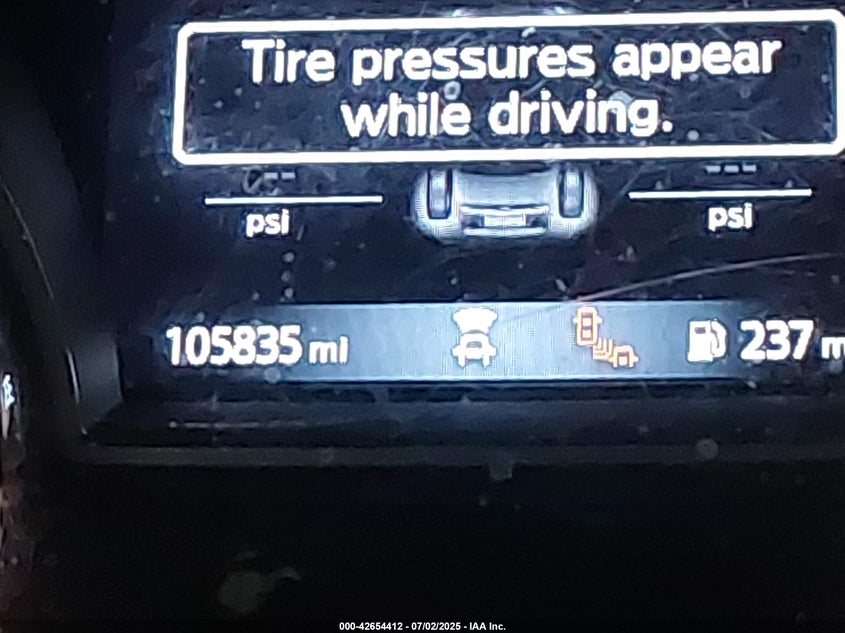 Tire pressures appear
while driving.
--- ---
psi psi
105835 mi 237 m
000-42654412 - 07/02/2025 - IAA Inc.